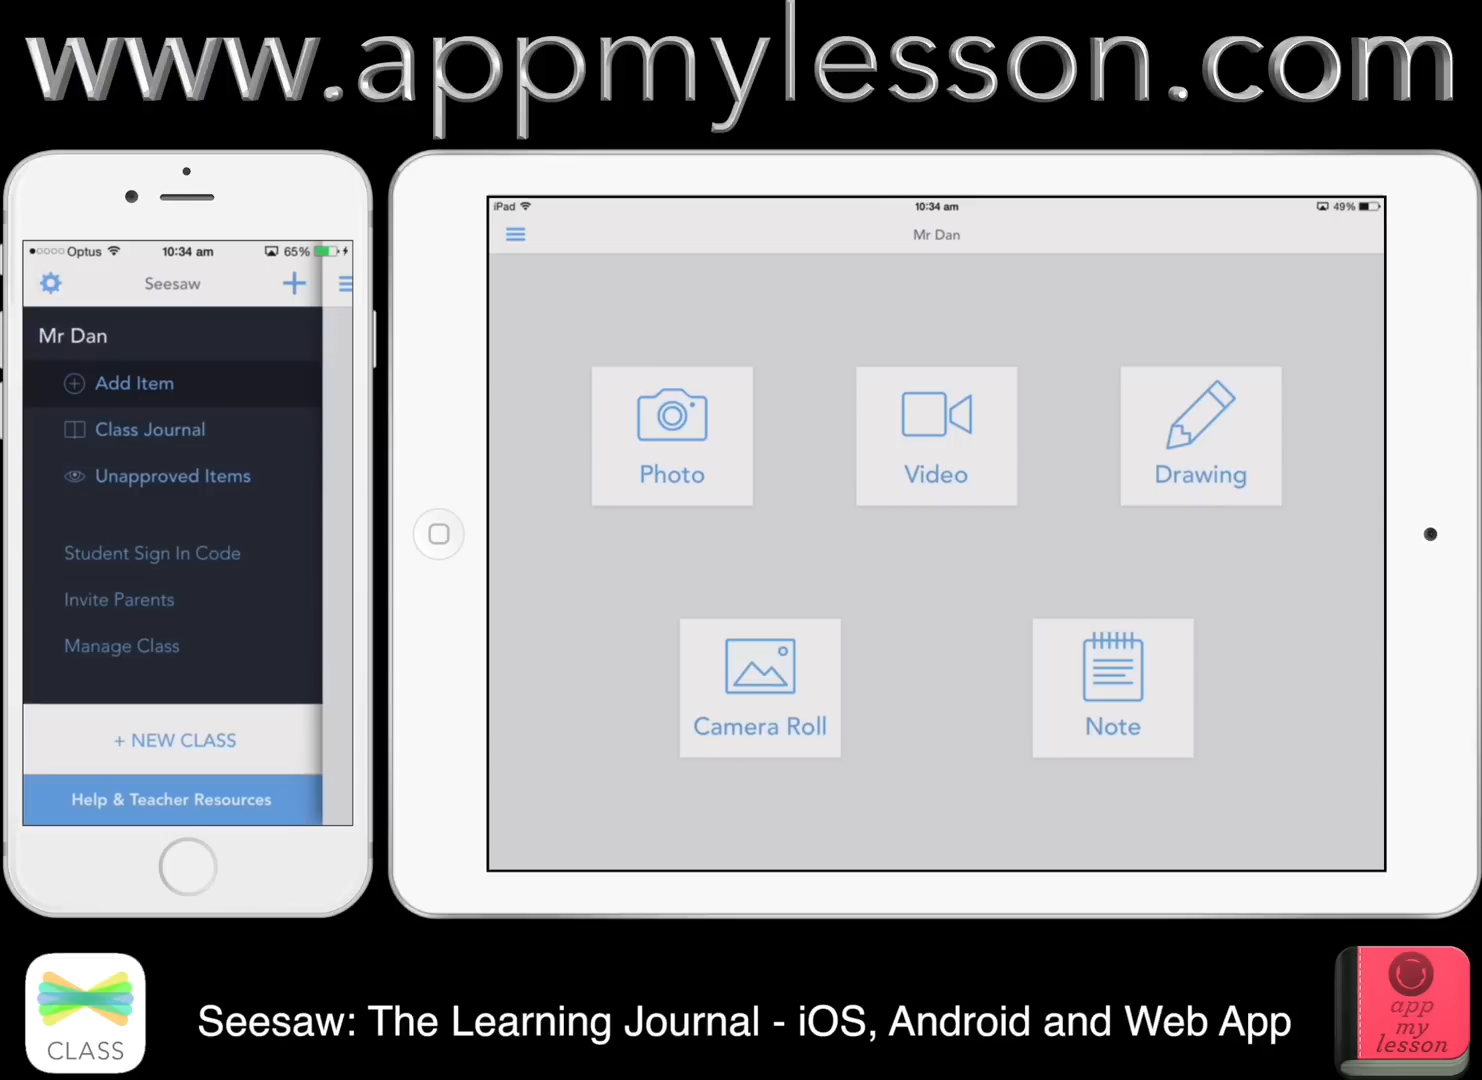 www.appmylesson.com
Optus 10:34 am 65%
Seesaw
Mr Dan
Add Item
Class Journal
Unapproved Items
Student Sign In Code
Invite Parents
Manage Class
+ NEW CLASS
Help & Teacher Resources
iPad 10:34 am 49%
Mr Dan
Photo Video Drawing
Camera Roll Note
CLASS
Seesaw: The Learning Journal - iOS, Android and Web App
app
my
lesson